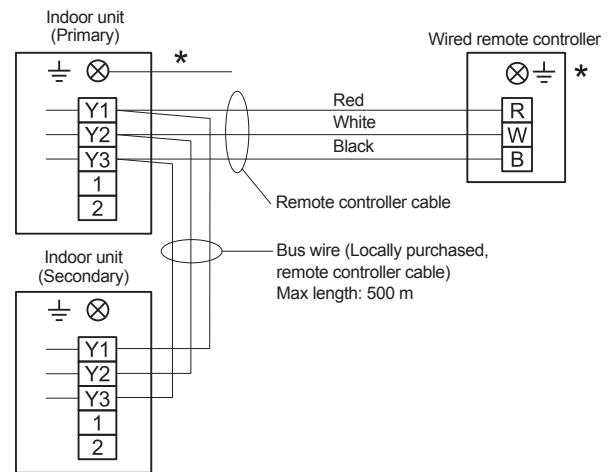 Indoor unit
(Primary)
*
Y1
Y2
Y3
1
2
Wired remote controller
*
R
W
B
Red
White
Black
Remote controller cable
Bus wire (Locally purchased,
remote controller cable)
Max length: 500 m
Indoor unit
(Secondary)
Y1
Y2
Y3
1
2